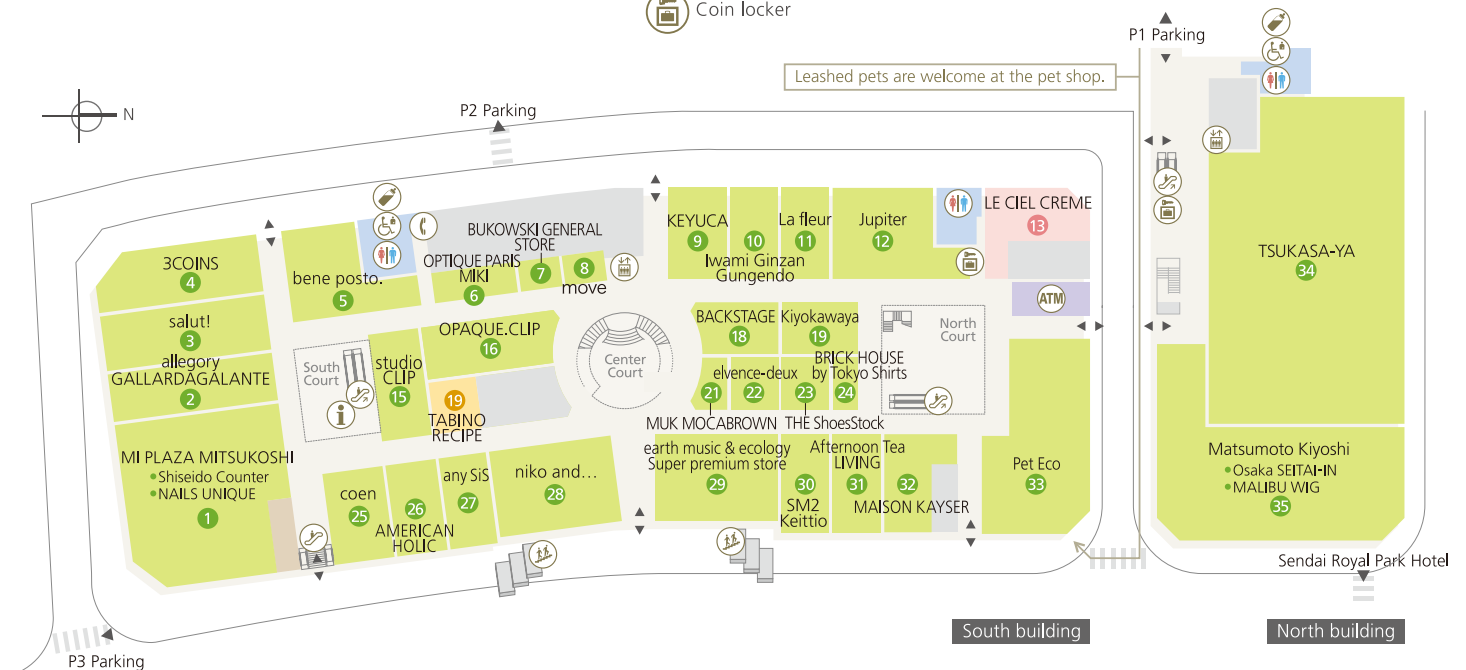 Coin locker
P1 Parking
Leashed pets are welcome at the pet shop.
N
P2 Parking
3COINS
4
salut!
3
allegory
GALLARDAGALANTE
2
MI PLAZA MITSUKOSHI
Shiseido Counter
NAILS UNIQUE
1
bene posto.
5
BUKOWSKI GENERAL
STORE
7
OPTIQUE PARIS
MIKI
6
8
move
KEYUCA
9
10
Iwami Ginzan
Gungendo
La fleur
11
Jupiter
12
LE CIEL CREME
13
ATM
South
Court
i
studio
CLIP
15
OPAQUE.CLIP
16
19
TABINO
RECIPE
Center
Court
BACKSTAGE
18
Kiyokawaya
19
North
Court
21
MUK MOCABROWN
elvence-deux
22
23
THE ShoesStock
BRICK HOUSE
by Tokyo Shirts
24
coen
25
26
AMERICAN
HOLIC
any SiS
27
niko and...
28
earth music & ecology
Super premium store
29
30
SM2
Keittio
Afternoon Tea
LIVING
31
32
MAISON KAYSER
Pet Eco
33
TSUKASA-YA
34
Matsumoto Kiyoshi
Osaka SEITAI-IN
MALIBU WIG
35
Sendai Royal Park Hotel
South building
North building
P3 Parking